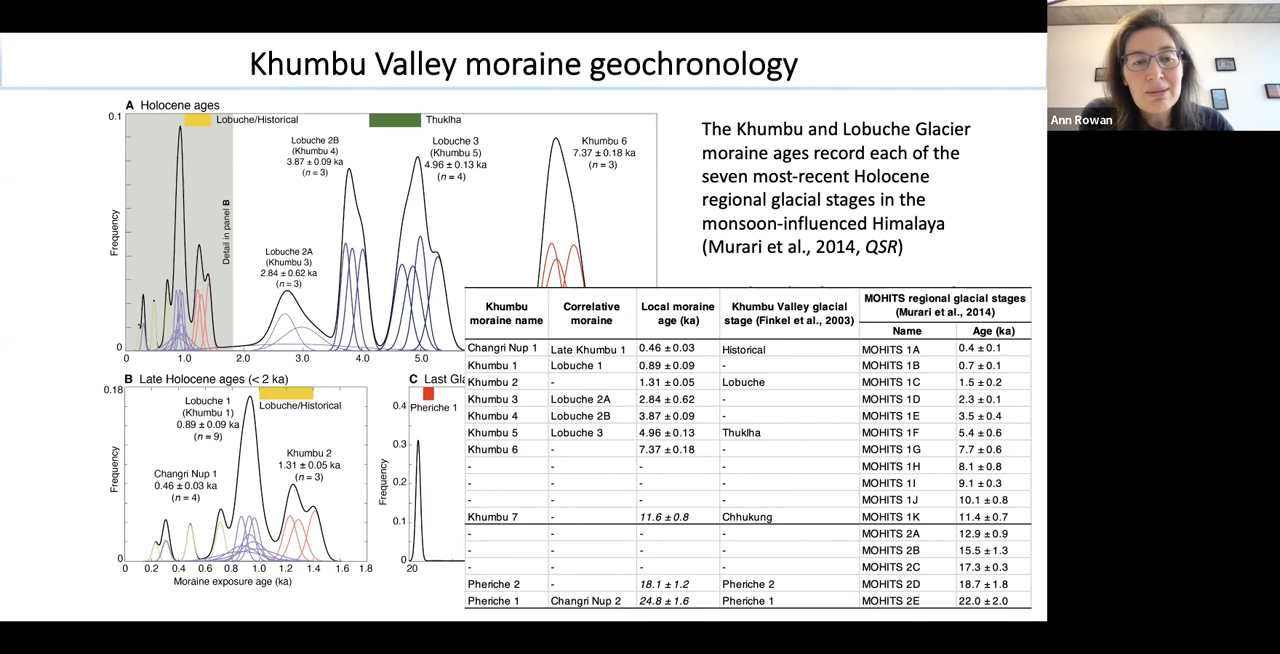 Khumbu Valley moraine geochronology
Ann Rowan
A Holocene ages
0.1
Lobuche/Historical
Thuklha
Lobuche 2B
(Khumbu 4)
3.87 ± 0.09 ka
(n = 3)
Lobuche 3
(Khumbu 5)
4.96 ± 0.13 ka
(n = 4)
Khumbu 6
7.37 ± 0.18 ka
(n = 3)
Detail in panel B
Lobuche 2A
(Khumbu 3)
2.84 ± 0.62 ka
(n = 3)
Frequency
0
0 1.0 2.0 3.0 4.0 5.0
The Khumbu and Lobuche Glacier
moraine ages record each of the
seven most-recent Holocene
regional glacial stages in the
monsoon-influenced Himalaya
(Murari et al., 2014, QSR)
B Late Holocene ages (< 2 ka)
0.18
Lobuche/Historical
Lobuche 1
(Khumbu 1)
0.89 ± 0.09 ka
(n = 9)
Khumbu 2
1.31 ± 0.05 ka
(n = 3)
Changri Nup 1
0.46 ± 0.03 ka
(n = 4)
Frequency
0
0 0.2 0.4 0.6 0.8 1.0 1.2 1.4 1.6 1.8
Moraine exposure age (ka)
C Last Gla
Pheriche 1
0.4
0.3
0.2
0.1
0
Frequency
20
Khumbu moraine name Correlative moraine Local moraine age (ka) Khumbu Valley glacial stage (Finkel et al., 2003) MOHITS regional glacial stages (Murari et al., 2014)
Name Age (ka)
Changri Nup 1 Late Khumbu 1 0.46 ± 0.03 Historical MOHITS 1A 0.4 ± 0.1
Khumbu 1 Lobuche 1 0.89 ± 0.09 - MOHITS 1B 0.7 ± 0.1
Khumbu 2 - 1.31 ± 0.05 Lobuche MOHITS 1C 1.5 ± 0.2
Khumbu 3 Lobuche 2A 2.84 ± 0.62 - MOHITS 1D 2.3 ± 0.1
Khumbu 4 Lobuche 2B 3.87 ± 0.09 - MOHITS 1E 3.5 ± 0.4
Khumbu 5 Lobuche 3 4.96 ± 0.13 Thuklha MOHITS 1F 5.4 ± 0.6
Khumbu 6 - 7.37 ± 0.18 - MOHITS 1G 7.7 ± 0.6
- - - - MOHITS 1H 8.1 ± 0.8
- - - - MOHITS 1I 9.1 ± 0.3
- - - - MOHITS 1J 10.1 ± 0.8
Khumbu 7 - 11.6 ± 0.8 Chhukung MOHITS 1K 11.4 ± 0.7
- - - - MOHITS 2A 12.9 ± 0.9
- - - - MOHITS 2B 15.5 ± 1.3
- - - - MOHITS 2C 17.3 ± 0.3
Pheriche 2 - 18.1 ± 1.2 Pheriche 2 MOHITS 2D 18.7 ± 1.8
Pheriche 1 Changri Nup 2 24.8 ± 1.6 Pheriche 1 MOHITS 2E 22.0 ± 2.0